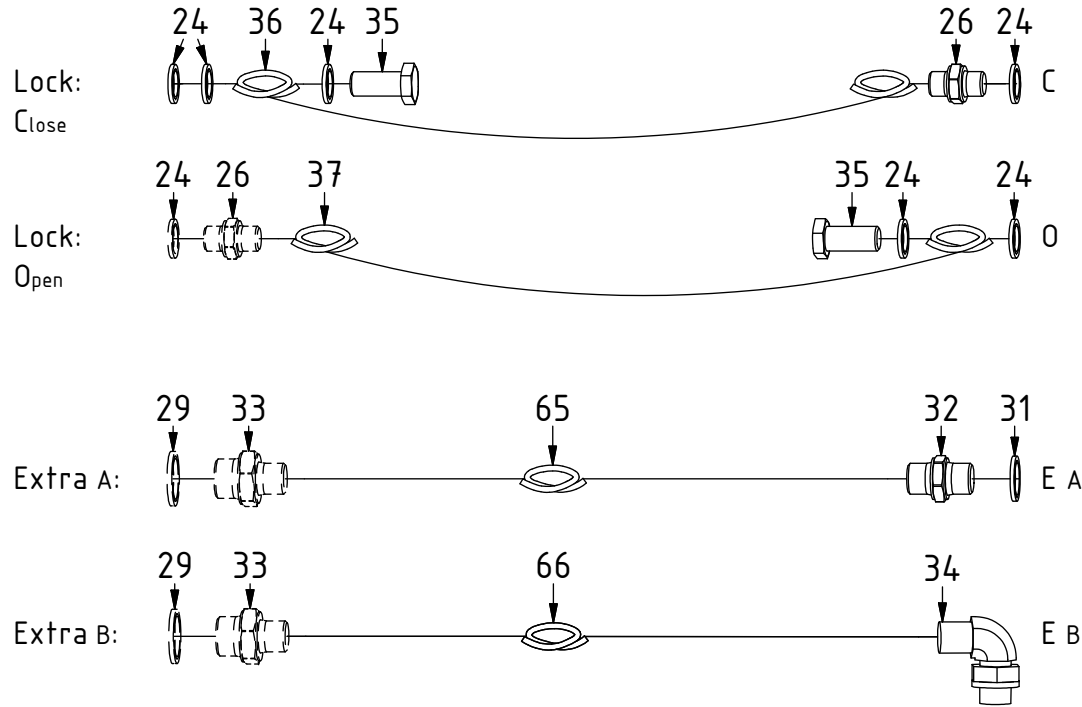 24 36 24 35 26 24
Lock: C
Close
24 26 37 35 24 24
Lock: O
Open
29 33 65 32 31
Extra A: E A
29 33 66 34
Extra B: E B